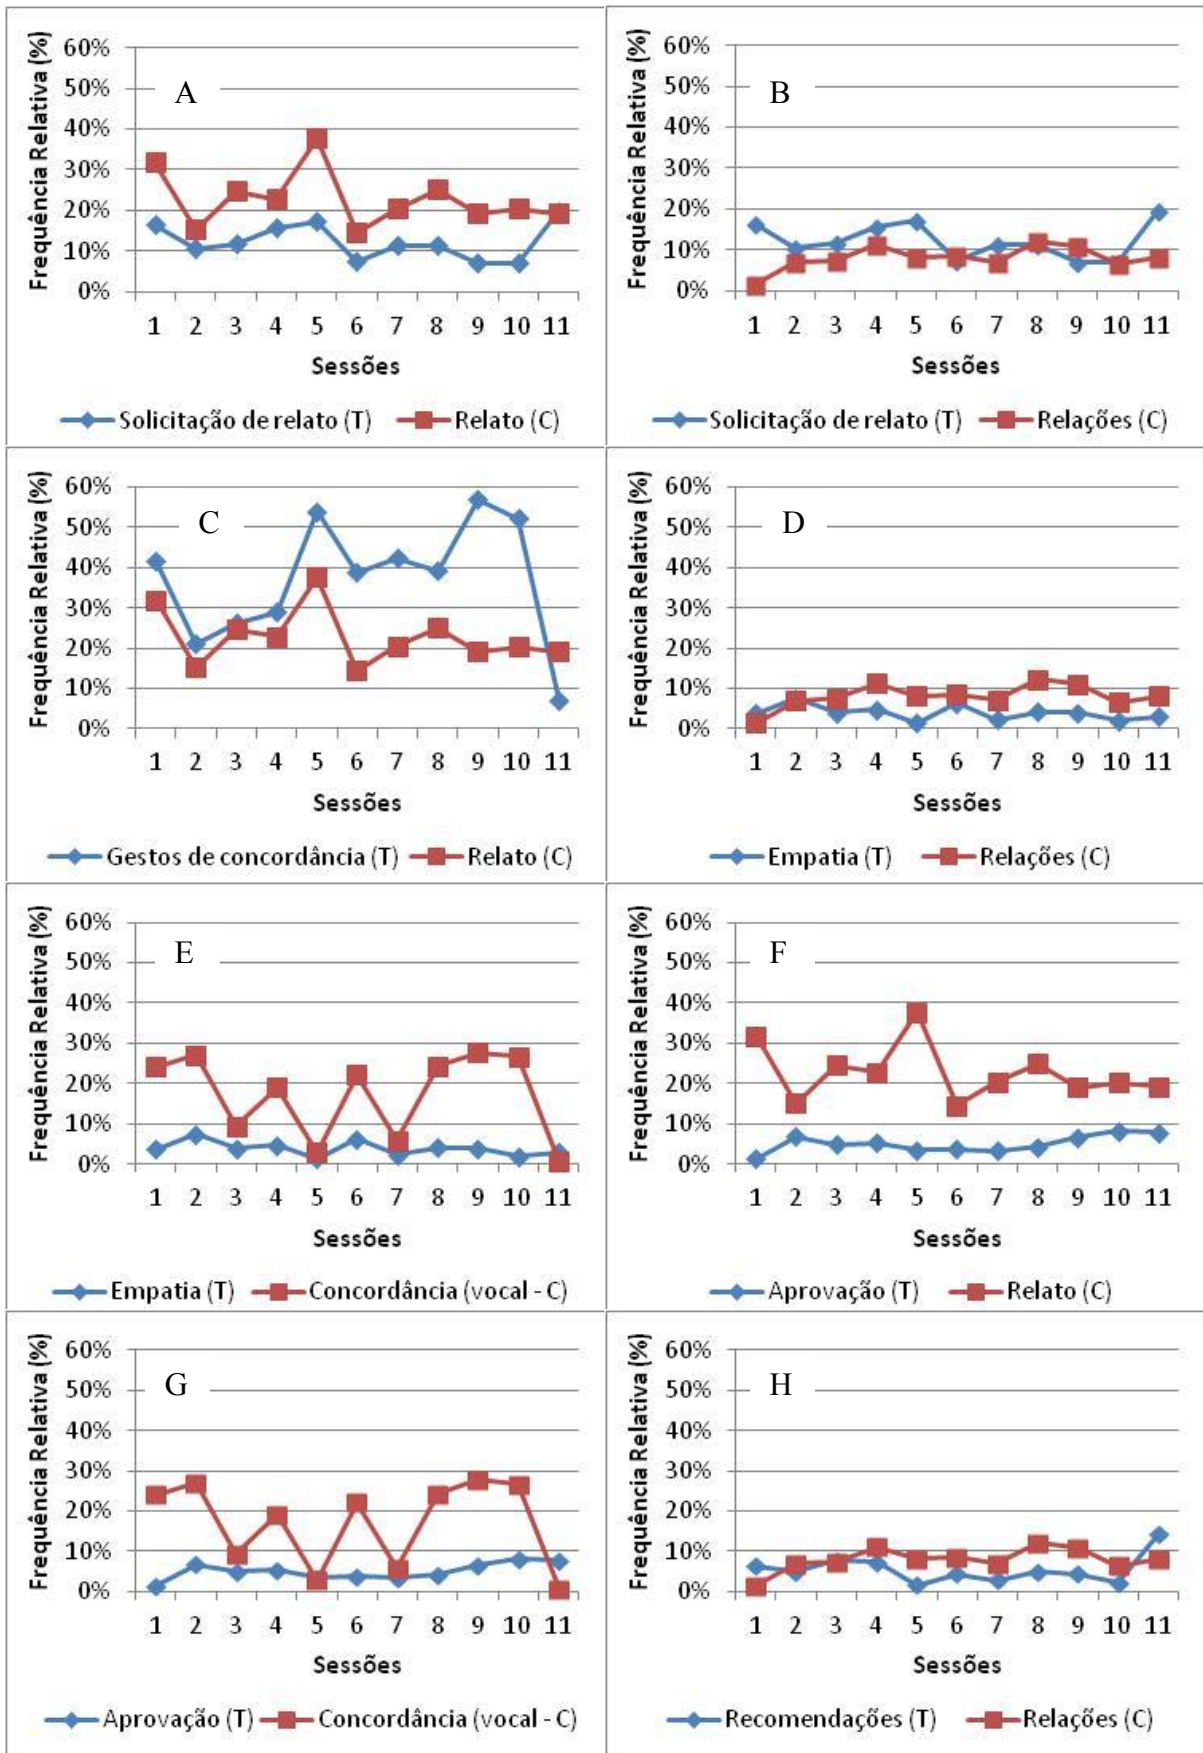 Frequência Relativa (%)
60%
50%
40%
30%
20%
10%
0%
A
1 2 3 4 5 6 7 8 9 10 11
Sessões
Solicitação de relato (T) Relato (C)
Frequência Relativa (%)
60%
50%
40%
30%
20%
10%
0%
B
1 2 3 4 5 6 7 8 9 10 11
Sessões
Solicitação de relato (T) Relações (C)
Frequência Relativa (%)
60%
50%
40%
30%
20%
10%
0%
C
1 2 3 4 5 6 7 8 9 10 11
Sessões
Gestos de concordância (T) Relato (C)
Frequência Relativa (%)
60%
50%
40%
30%
20%
10%
0%
D
1 2 3 4 5 6 7 8 9 10 11
Sessões
Empatia (T) Relações (C)
Frequência Relativa (%)
60%
50%
40%
30%
20%
10%
0%
E
1 2 3 4 5 6 7 8 9 10 11
Sessões
Empatia (T) Concordância (vocal - C)
Frequência Relativa (%)
60%
50%
40%
30%
20%
10%
0%
F
1 2 3 4 5 6 7 8 9 10 11
Sessões
Aprovação (T) Relato (C)
Frequência Relativa (%)
60%
50%
40%
30%
20%
10%
0%
G
1 2 3 4 5 6 7 8 9 10 11
Sessões
Aprovação (T) Concordância (vocal - C)
Frequência Relativa (%)
60%
50%
40%
30%
20%
10%
0%
H
1 2 3 4 5 6 7 8 9 10 11
Sessões
Recomendações (T) Relações (C)